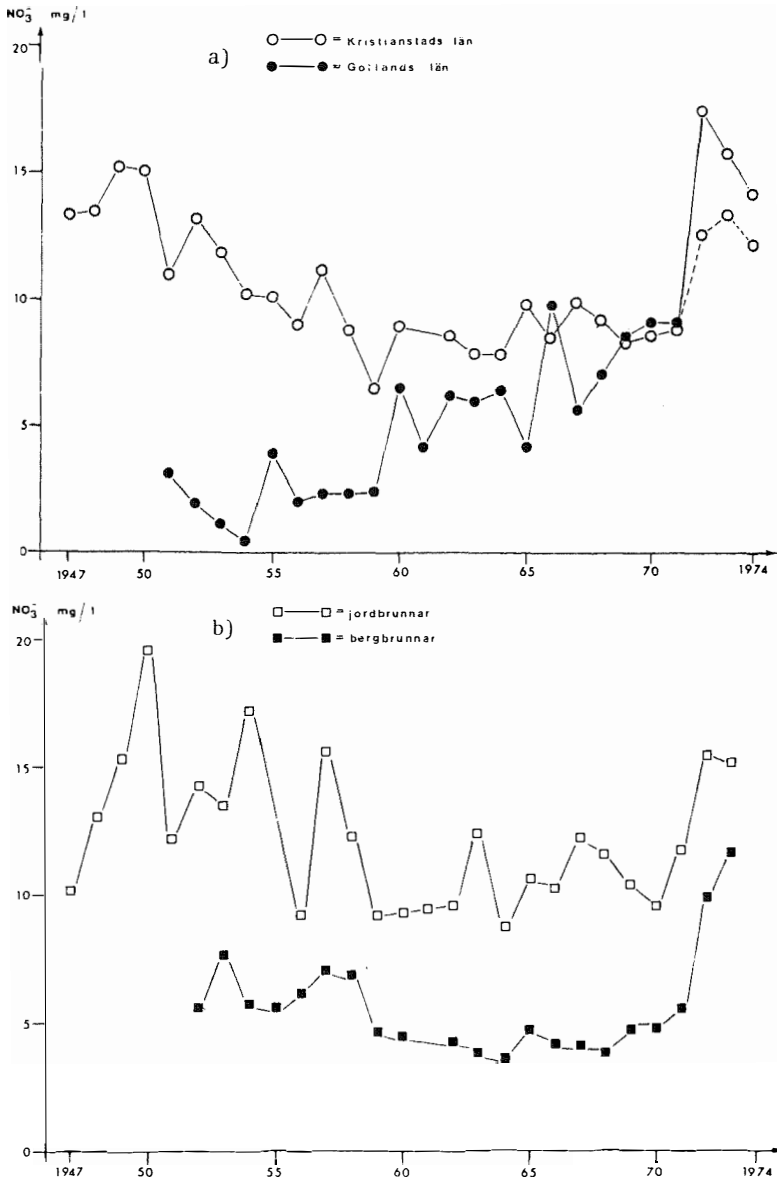 NO₃⁻ mg/l
a)
= Kristianstads län
= Gotlands län
20
15
10
5
0
1947 50 55 60 65 70 1974
NO₃⁻ mg/l
b)
= jordbrunnar
= bergbrunnar
20
15
10
5
0
1947 50 55 60 65 70 1974